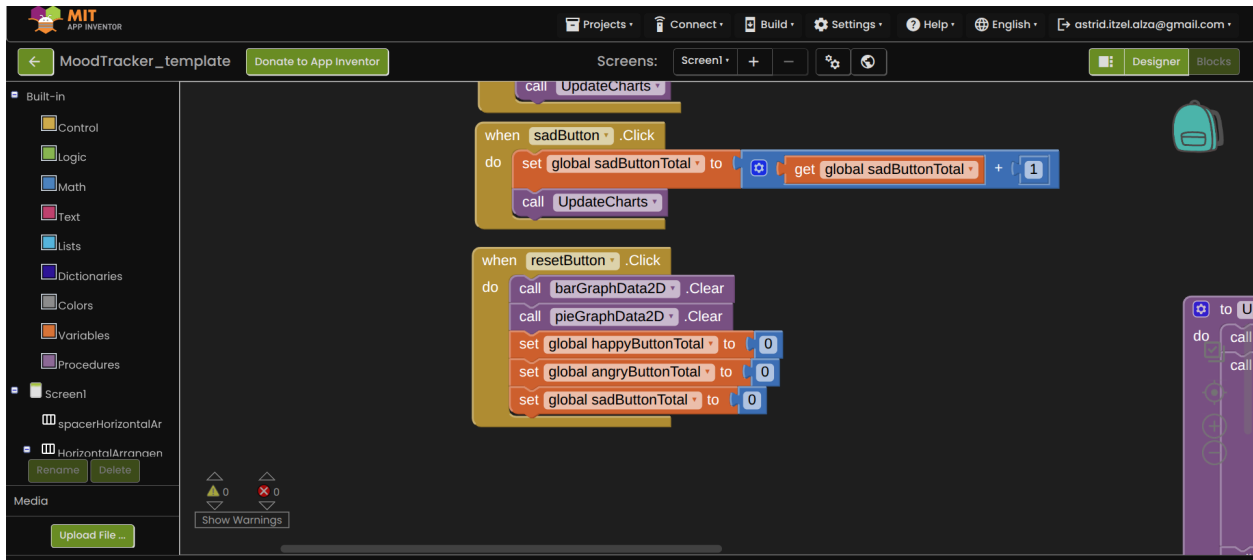 MIT
APP INVENTOR
Projects
Connect
Build
Settings
Help
English
astrid.itzel.alza@gmail.com
MoodTracker_template
Donate to App Inventor
Screens:
Screen1
Designer
Blocks
Built-in
Control
Logic
Math
Text
Lists
Dictionaries
Colors
Variables
Procedures
Screen1
spacerHorizontalAr
HorizontalArrangen
Rename
Delete
Media
Upload File ...
call UpdateCharts
when sadButton .Click
do set global sadButtonTotal to get global sadButtonTotal + 1
call UpdateCharts
when resetButton .Click
do call barGraphData2D .Clear
call pieGraphData2D .Clear
set global happyButtonTotal to 0
set global angryButtonTotal to 0
set global sadButtonTotal to 0
to U
do call
call
0
0
Show Warnings